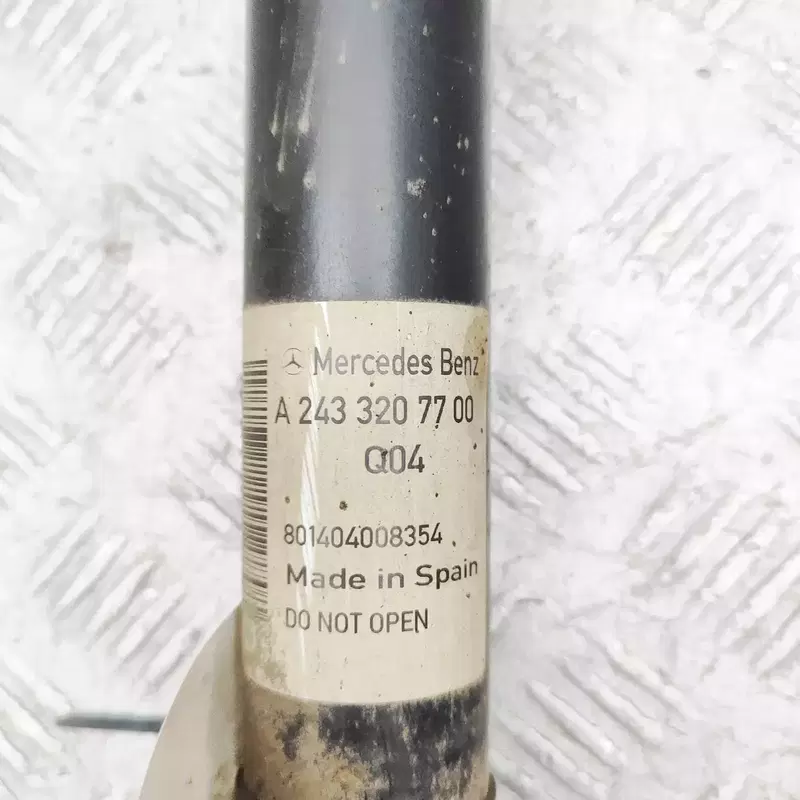 Mercedes Benz
A 243 320 77 00
Q04
801404008354
Made in Spain
DO NOT OPEN